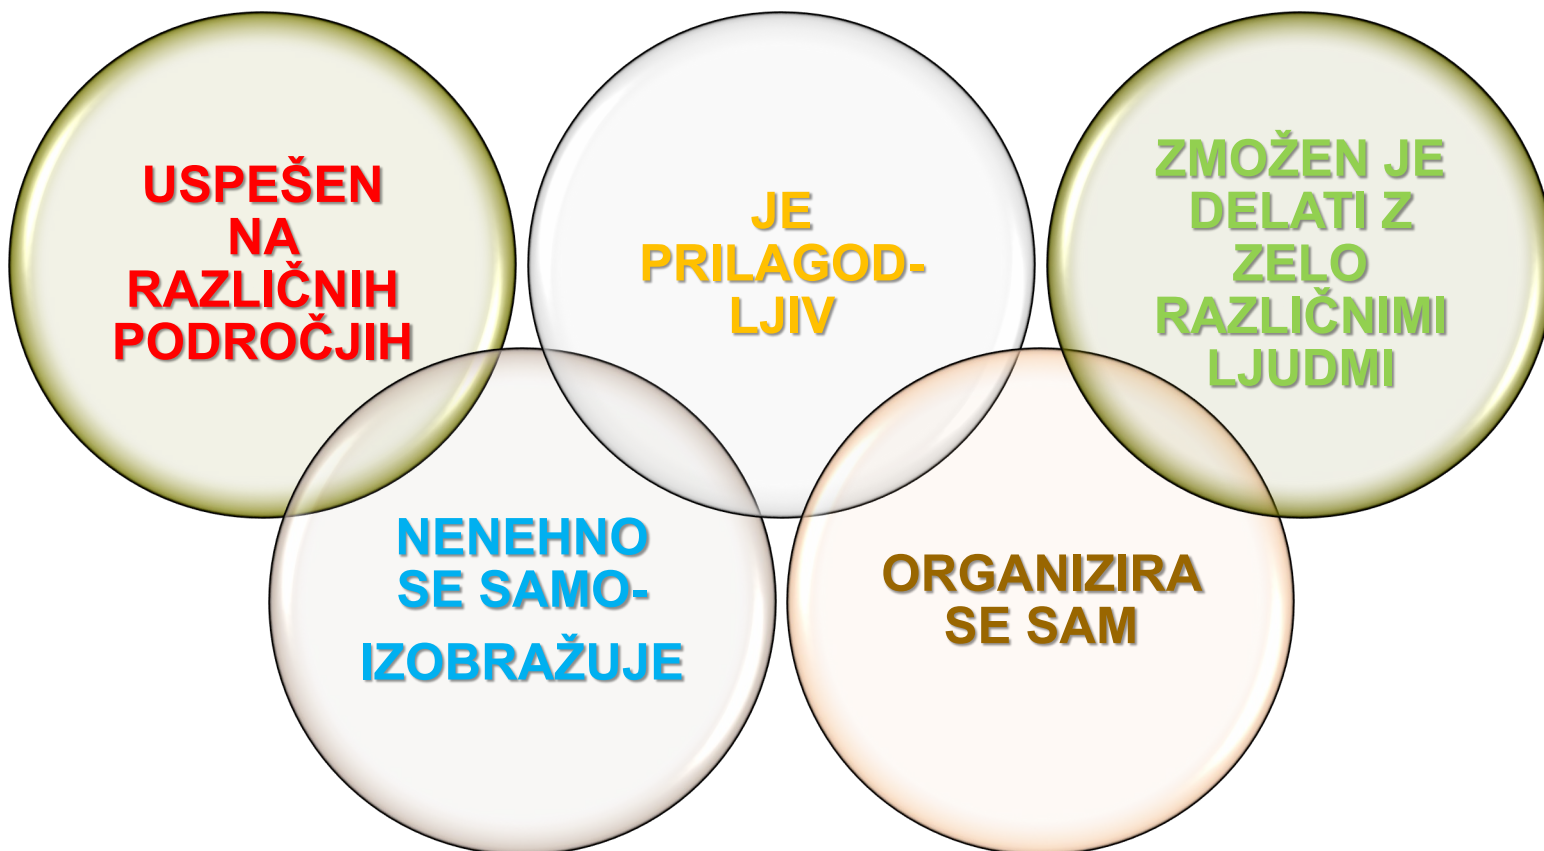 USPEŠEN
NA
RAZLIČNIH
PODROČJIH
JE
PRILAGOD-
LJIV
ZMOŽEN JE
DELATI Z
ZELO
RAZLIČNIMI
LJUDMI
NENEHNO
SE SAMO-
IZOBRAŽUJE
ORGANIZIRA
SE SAM